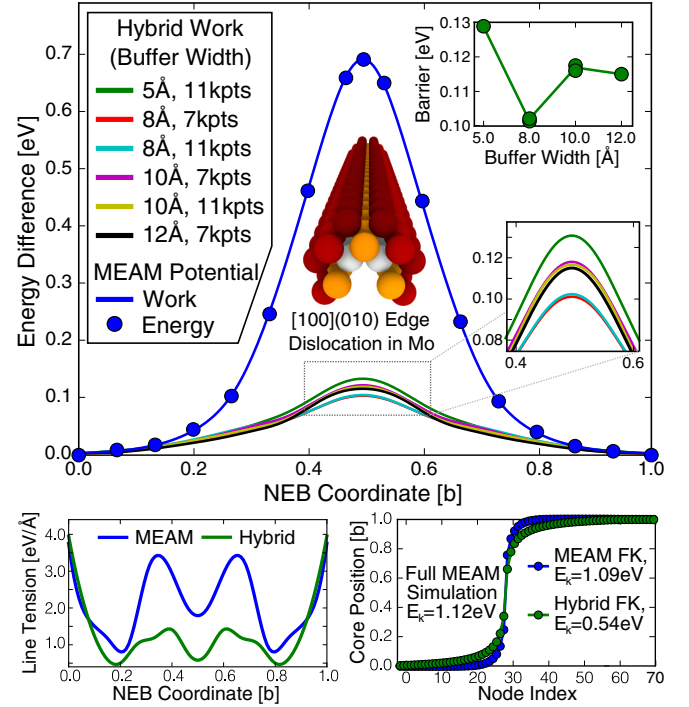 Hybrid Work
(Buffer Width)
5Å, 11kpts
8Å, 7kpts
8Å, 11kpts
10Å, 7kpts
10Å, 11kpts
12Å, 7kpts
MEAM Potential
Work
Energy
Energy Difference [eV]
0.7
0.6
0.5
0.4
0.3
0.2
0.1
0.0
0.0 0.2 0.4 0.6 0.8 1.0
NEB Coordinate [b]
Barrier [eV]
0.13
0.12
0.11
0.10
5.0 8.0 10.0 12.0
Buffer Width [Å]
[100](010) Edge
Dislocation in Mo
0.12
0.10
0.08
0.4 0.6
Line Tension [eV/Å]
4.0
3.0
2.0
1.0
MEAM Hybrid
0.0 0.2 0.4 0.6 0.8 1.0
NEB Coordinate [b]
Core Position [b]
1.0
0.8
0.6
0.4
0.2
0.0
Full MEAM
Simulation
E_k=1.12eV
MEAM FK,
E_k=1.09eV
Hybrid FK,
E_k=0.54eV
0 10 20 30 40 50 60 70
Node Index